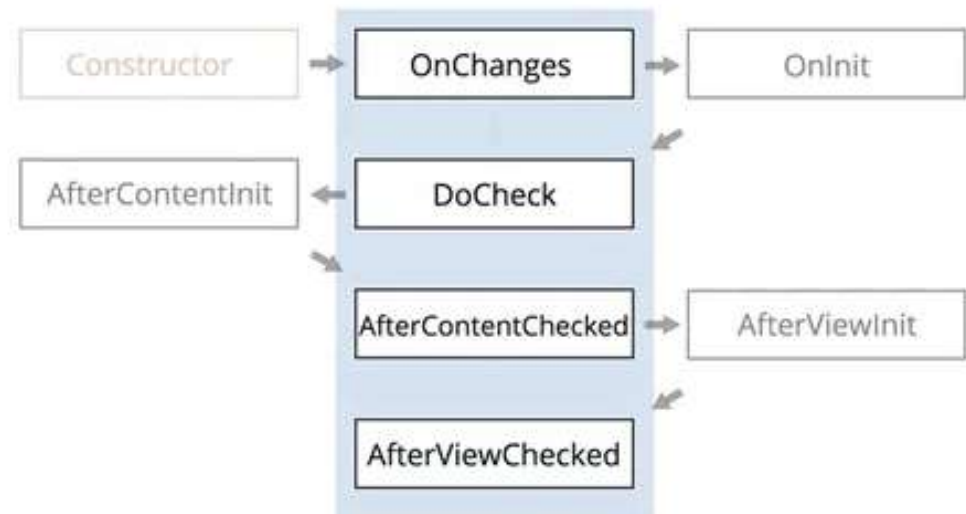 Constructor
OnChanges
OnInit
AfterContentInit
DoCheck
AfterContentChecked
AfterViewInit
AfterViewChecked